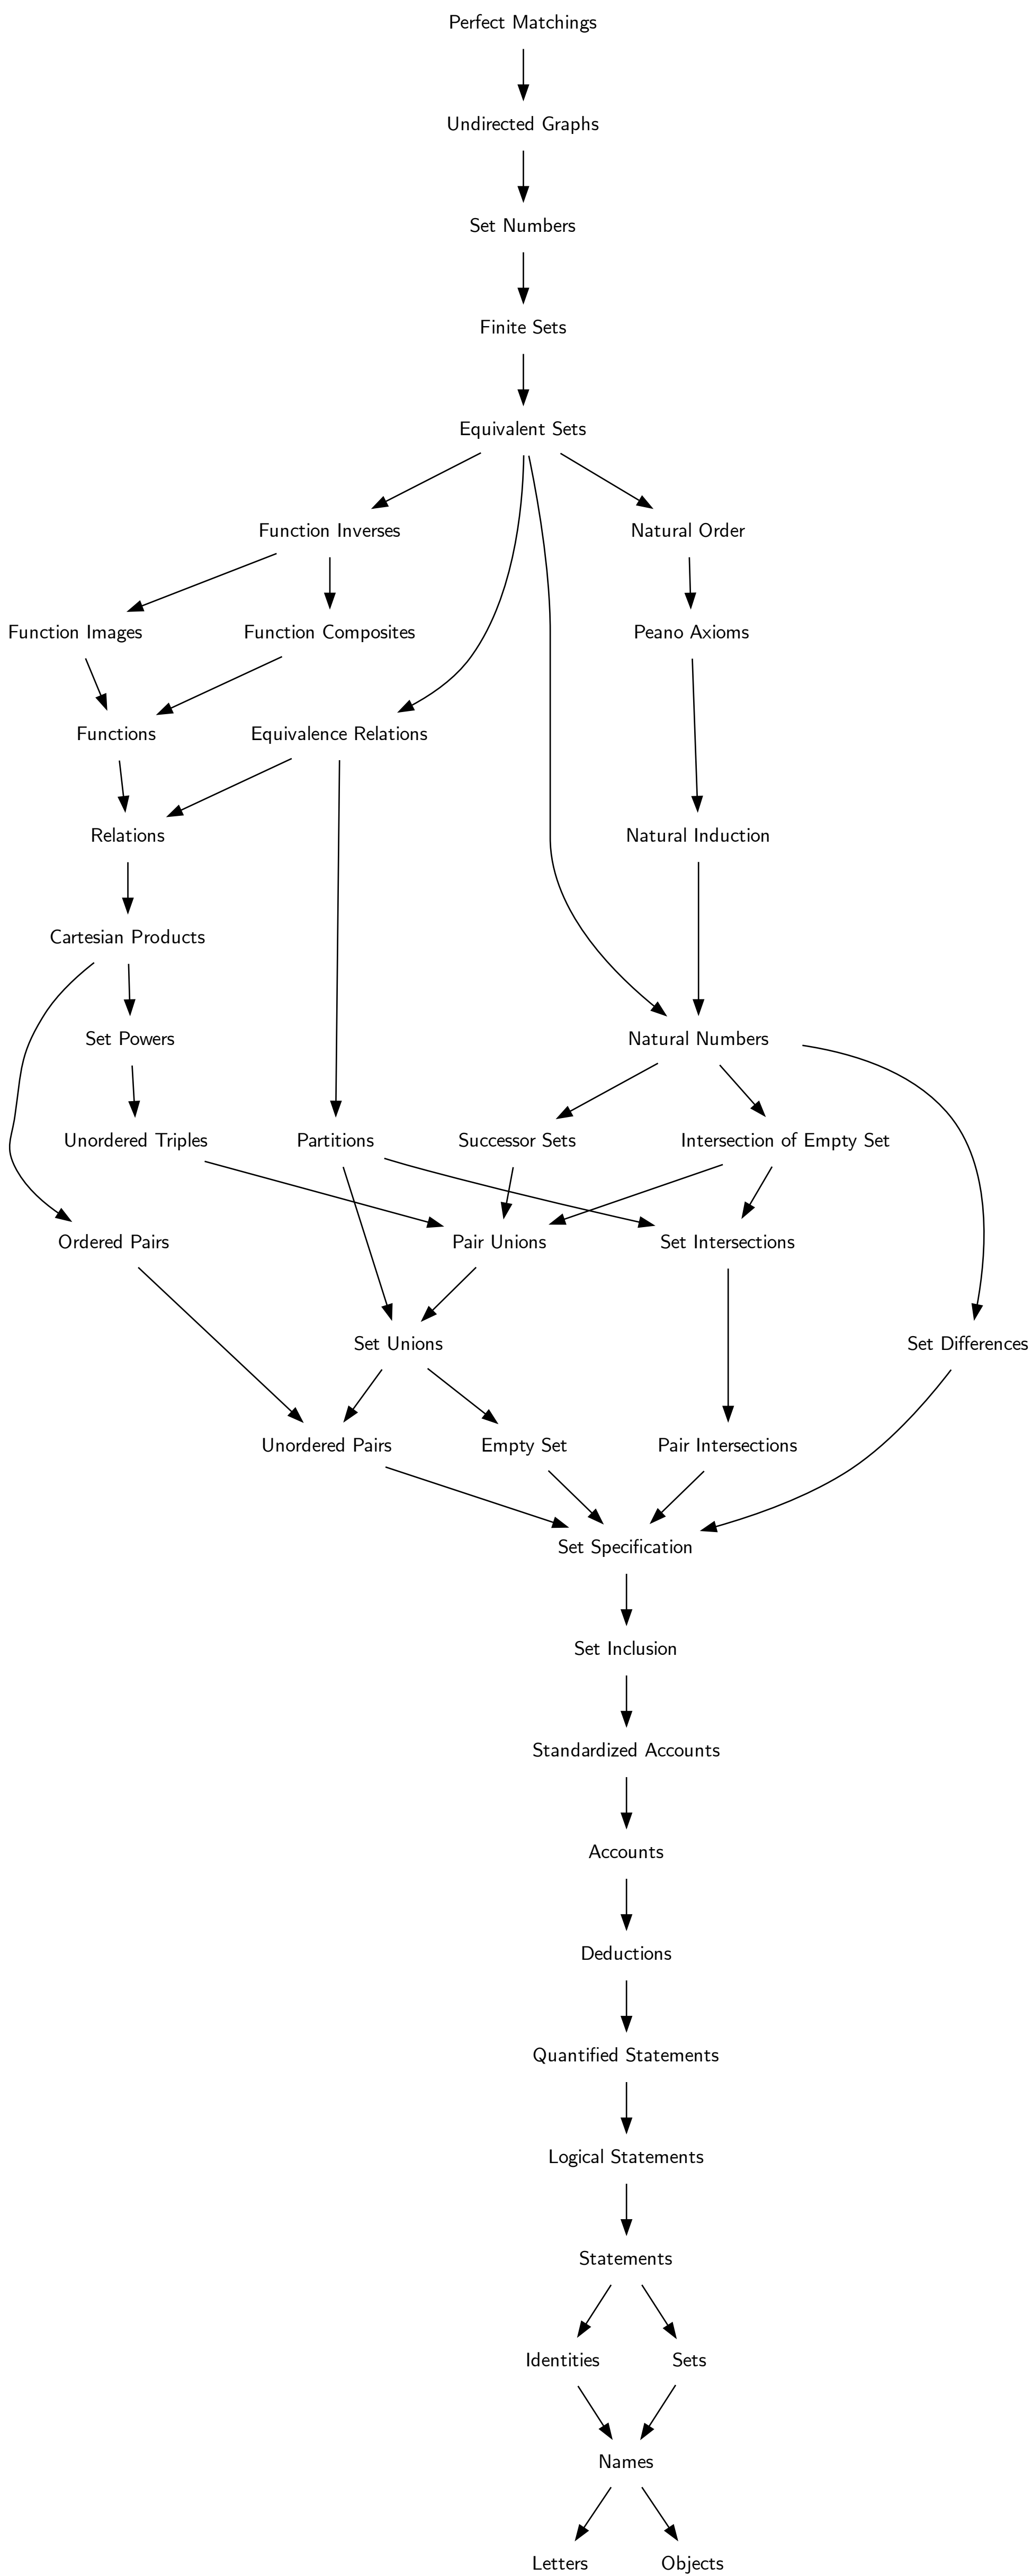 Perfect Matchings
Undirected Graphs
Set Numbers
Finite Sets
Equivalent Sets
Function Inverses
Natural Order
Function Images
Function Composites
Peano Axioms
Functions
Equivalence Relations
Relations
Natural Induction
Cartesian Products
Set Powers
Natural Numbers
Unordered Triples
Partitions
Successor Sets
Intersection of Empty Set
Ordered Pairs
Pair Unions
Set Intersections
Set Unions
Set Differences
Unordered Pairs
Empty Set
Pair Intersections
Set Specification
Set Inclusion
Standardized Accounts
Accounts
Deductions
Quantified Statements
Logical Statements
Statements
Identities
Sets
Names
Letters
Objects